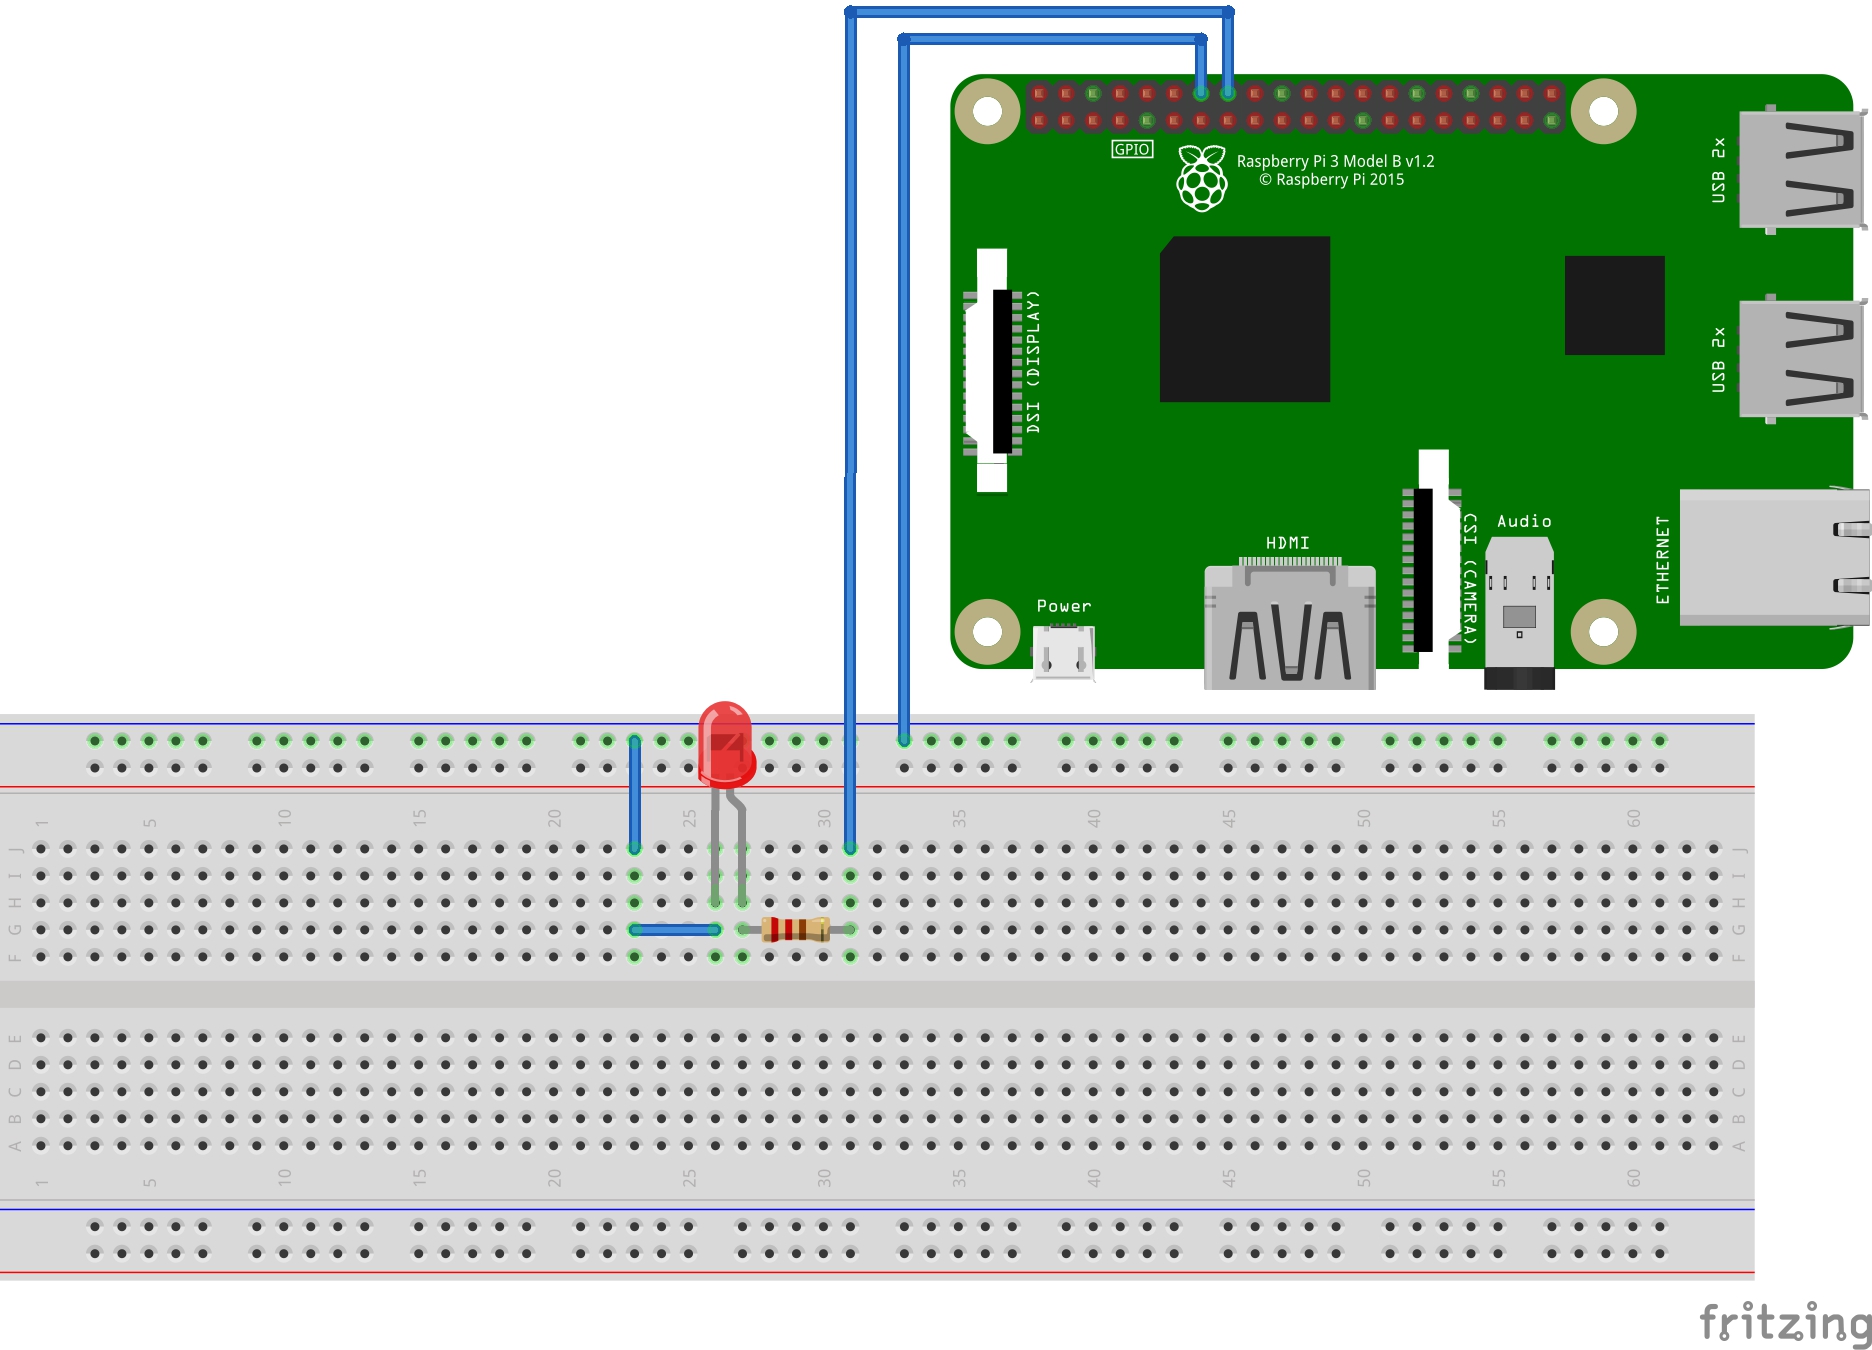 GPIO
Raspberry Pi 3 Model B v1.2
© Raspberry Pi 2015
USB 2x
USB 2x
DSI (DISPLAY)
CSI (CAMERA)
Audio
ETHERNET
HDMI
Power
1 5 10 15 20 25 30 35 40 45 50 55 60
J J
I I
H H
G G
F F
E E
D D
C C
B B
A A
1 5 10 15 20 25 30 35 40 45 50 55 60
fritzing